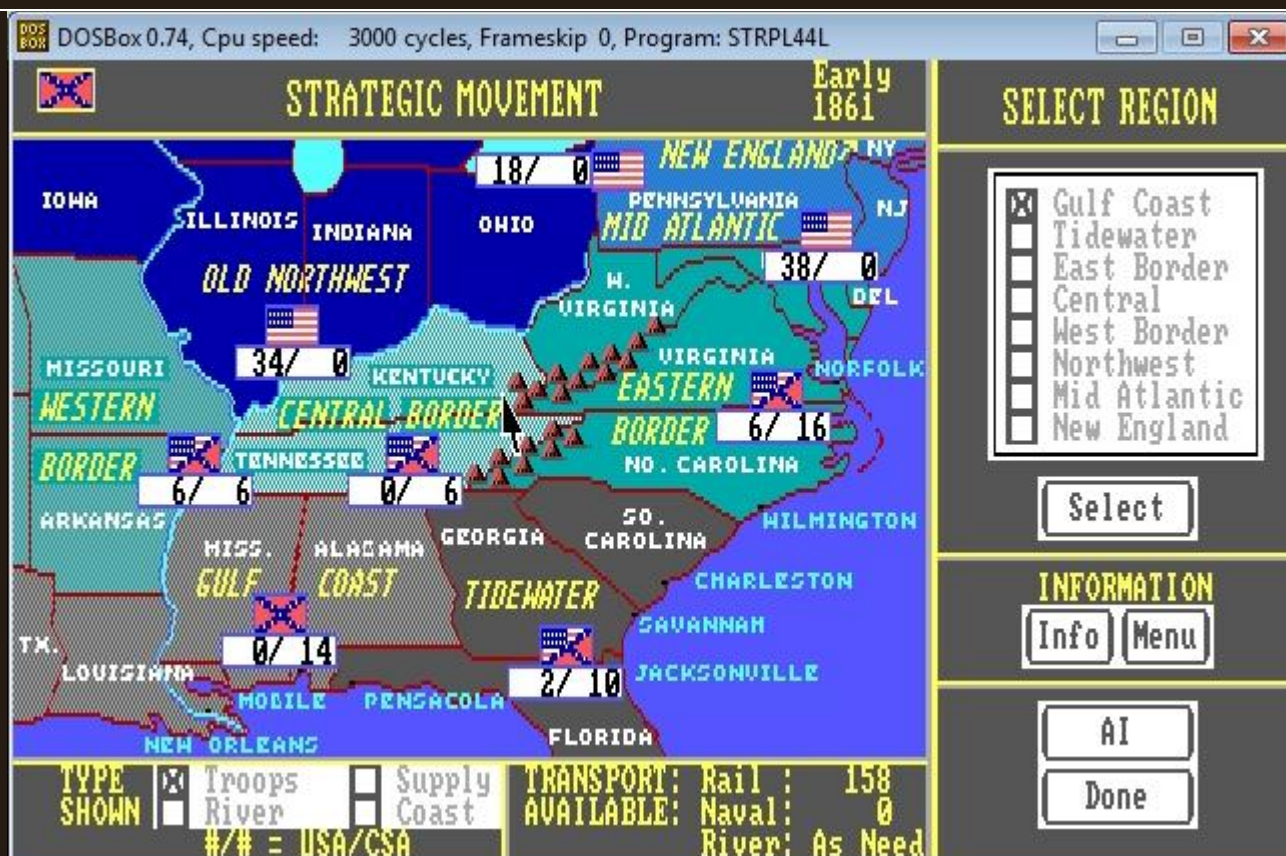 DOS BOX DOSBox 0.74, Cpu speed: 3000 cycles, Frameskip 0, Program: STRPL44L
STRATEGIC MOVEMENT
Early
1861
18/ 0
NEW ENGLAND
NY
IOWA
ILLINOIS
INDIANA
OHIO
PENNSYLVANIA
NJ
MID ATLANTIC
OLD NORTHWEST
38/ 0
W.
VIRGINIA
DEL
34/ 0
MISSOURI
KENTUCKY
VIRGINIA
NORFOLK
WESTERN
CENTRAL BORDER
EASTERN
BORDER
6/ 16
BORDER
TENNESSEE
NO. CAROLINA
6/ 6
0/ 6
ARKANSAS
MISS.
ALABAMA
GEORGIA
SO.
CAROLINA
WILMINGTON
GULF COAST
TIDEWATER
CHARLESTON
SAVANNAH
TX.
0/ 14
LOUISIANA
2/ 10
JACKSONVILLE
MOBILE
PENSACOLA
NEW ORLEANS
FLORIDA
TYPE
SHOWN
Troops
Supply
River
Coast
#/# = USA/CSA
TRANSPORT: Rail : 158
AVAILABLE: Naval: 0
River: As Need
SELECT REGION
Gulf Coast
Tidewater
East Border
Central
West Border
Northwest
Mid Atlantic
New England
Select
INFORMATION
Info
Menu
AI
Done